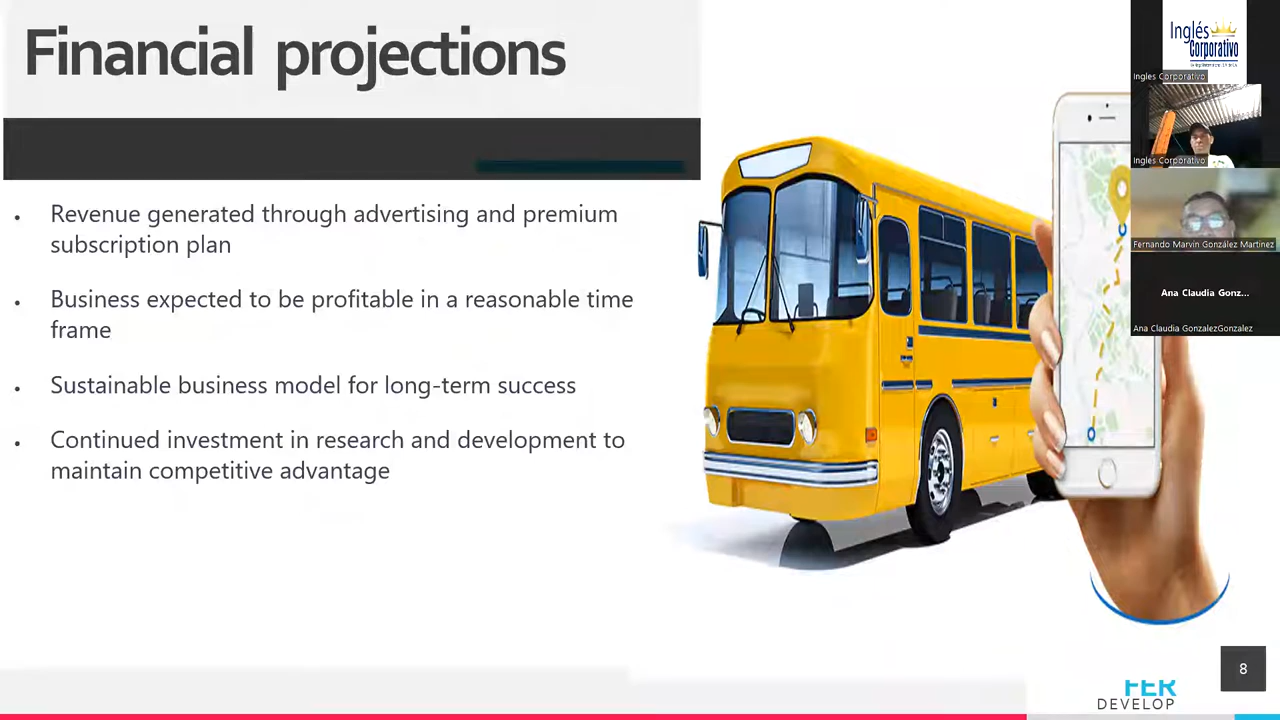 Financial projections
• Revenue generated through advertising and premium
subscription plan
• Business expected to be profitable in a reasonable time
frame
• Sustainable business model for long-term success
• Continued investment in research and development to
maintain competitive advantage
Inglés
Corporativo
Ingles Corporativo
Ingles Corporativo
Fernando Marvin González Martínez
Ana Claudia Gonz...
Ana Claudia GonzalezGonzalez
8
FER
DEVELOP